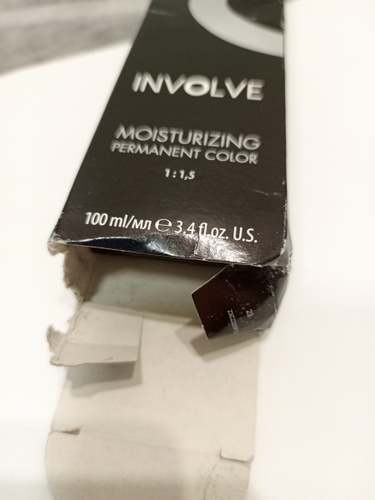 INVOLVE
MOISTURIZING
PERMANENT COLOR
1:1,5
100 ml/мл ℮ 3.4 fl.oz. U.S.